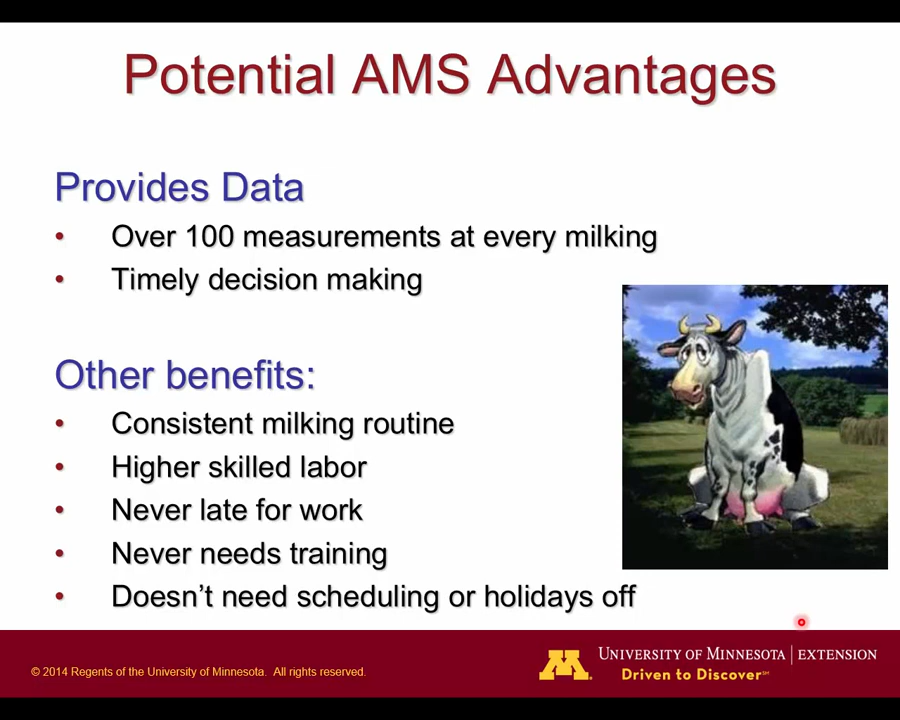 Potential AMS Advantages
Provides Data
• Over 100 measurements at every milking
• Timely decision making
Other benefits:
• Consistent milking routine
• Higher skilled labor
• Never late for work
• Never needs training
• Doesn't need scheduling or holidays off
© 2014 Regents of the University of Minnesota. All rights reserved.
M
UNIVERSITY OF MINNESOTA | EXTENSION
Driven to Discover℠